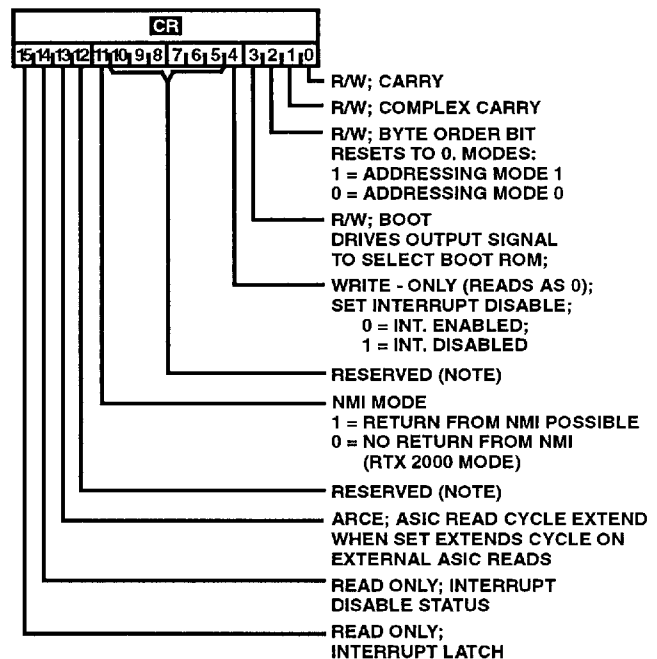 CR
15 14 13 12 11 10 9 8 7 6 5 4 3 2 1 0
R/W; CARRY
R/W; COMPLEX CARRY
R/W; BYTE ORDER BIT
RESETS TO 0. MODES:
1 = ADDRESSING MODE 1
0 = ADDRESSING MODE 0
R/W; BOOT
DRIVES OUTPUT SIGNAL
TO SELECT BOOT ROM;
WRITE - ONLY (READS AS 0);
SET INTERRUPT DISABLE;
0 = INT. ENABLED;
1 = INT. DISABLED
RESERVED (NOTE)
NMI MODE
1 = RETURN FROM NMI POSSIBLE
0 = NO RETURN FROM NMI
(RTX 2000 MODE)
RESERVED (NOTE)
ARCE; ASIC READ CYCLE EXTEND
WHEN SET EXTENDS CYCLE ON
EXTERNAL ASIC READS
READ ONLY; INTERRUPT
DISABLE STATUS
READ ONLY;
INTERRUPT LATCH